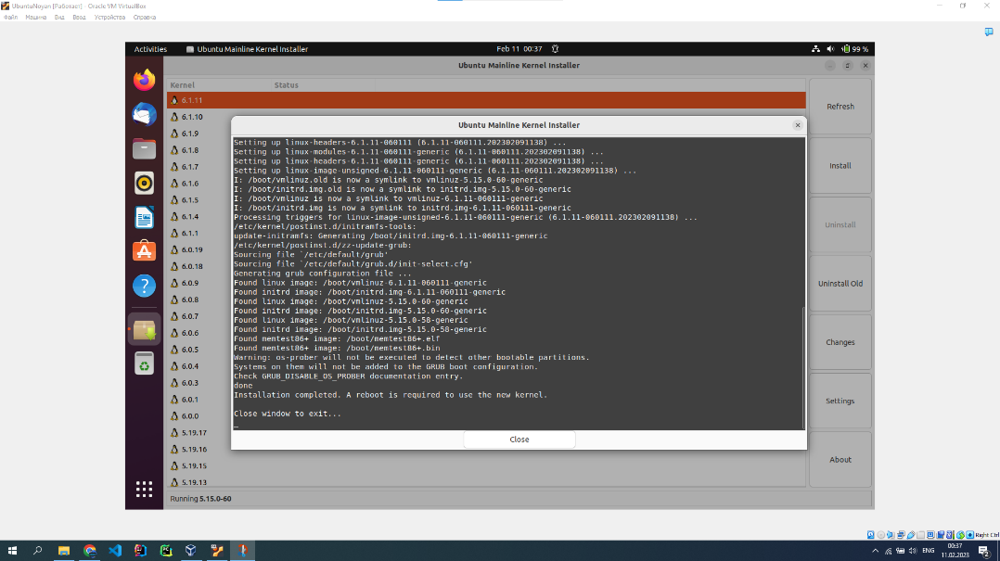 UbuntuNoyan [Работает] - Oracle VM VirtualBox
Файл Машина Вид Ввод Устройства Справка
Activities Ubuntu Mainline Kernel Installer Feb 11 00:37 99 %
Ubuntu Mainline Kernel Installer
Kernel Status
6.1.11
6.1.10
6.1.9
6.1.8
6.1.7
6.1.6
6.1.5
6.1.4
6.1.1
6.0.19
6.0.18
6.0.9
6.0.8
6.0.7
6.0.6
6.0.5
6.0.4
6.0.3
6.0.1
6.0.0
5.19.17
5.19.16
5.19.15
5.19.13
Running 5.15.0-60
Refresh
Install
Uninstall
Uninstall Old
Changes
Settings
About
Ubuntu Mainline Kernel Installer
Setting up linux-headers-6.1.11-060111 (6.1.11-060111.202302091138) ...
Setting up linux-modules-6.1.11-060111-generic (6.1.11-060111.202302091138) ...
Setting up linux-headers-6.1.11-060111-generic (6.1.11-060111.202302091138) ...
Setting up linux-image-unsigned-6.1.11-060111-generic (6.1.11-060111.202302091138) ...
I: /boot/vmlinuz.old is now a symlink to vmlinuz-5.15.0-60-generic
I: /boot/initrd.img.old is now a symlink to initrd.img-5.15.0-60-generic
I: /boot/vmlinuz is now a symlink to vmlinuz-6.1.11-060111-generic
I: /boot/initrd.img is now a symlink to initrd.img-6.1.11-060111-generic
Processing triggers for linux-image-unsigned-6.1.11-060111-generic (6.1.11-060111.202302091138) ...
/etc/kernel/postinst.d/initramfs-tools:
update-initramfs: Generating /boot/initrd.img-6.1.11-060111-generic
/etc/kernel/postinst.d/zz-update-grub:
Sourcing file `/etc/default/grub'
Sourcing file `/etc/default/grub.d/init-select.cfg'
Generating grub configuration file ...
Found linux image: /boot/vmlinuz-6.1.11-060111-generic
Found initrd image: /boot/initrd.img-6.1.11-060111-generic
Found linux image: /boot/vmlinuz-5.15.0-60-generic
Found initrd image: /boot/initrd.img-5.15.0-60-generic
Found linux image: /boot/vmlinuz-5.15.0-58-generic
Found initrd image: /boot/initrd.img-5.15.0-58-generic
Found memtest86+ image: /boot/memtest86+.elf
Found memtest86+ image: /boot/memtest86+.bin
Warning: os-prober will not be executed to detect other bootable partitions.
Systems on them will not be added to the GRUB boot configuration.
Check GRUB_DISABLE_OS_PROBER documentation entry.
done
Installation completed. A reboot is required to use the new kernel.
Close window to exit...
Close
Right Ctrl
ENG
00:37
11.02.2023
2